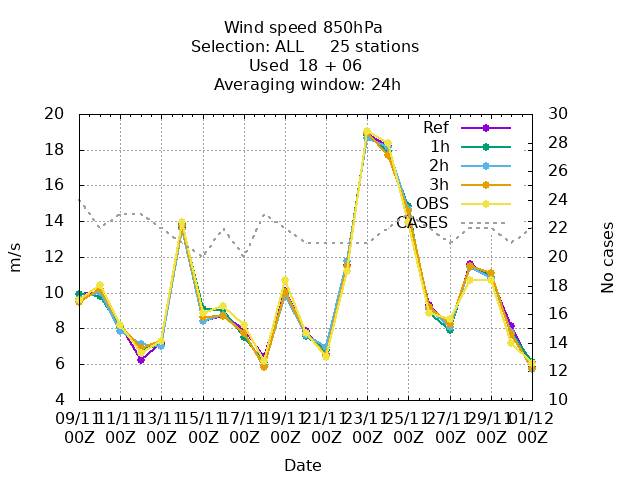 Wind speed 850hPa
Selection: ALL 25 stations
Used 18 + 06
Averaging window: 24h
20 30
18 28
16 26
14 24
12 22
10 20
8 18
6 16
4 14
12
10
m/s
No cases
Ref
1h
2h
3h
OBS
CASES
09/11 11/11 13/11 15/11 17/11 19/11 21/11 23/11 25/11 27/11 29/11 01/12
00Z 00Z 00Z 00Z 00Z 00Z 00Z 00Z 00Z 00Z 00Z 00Z
Date